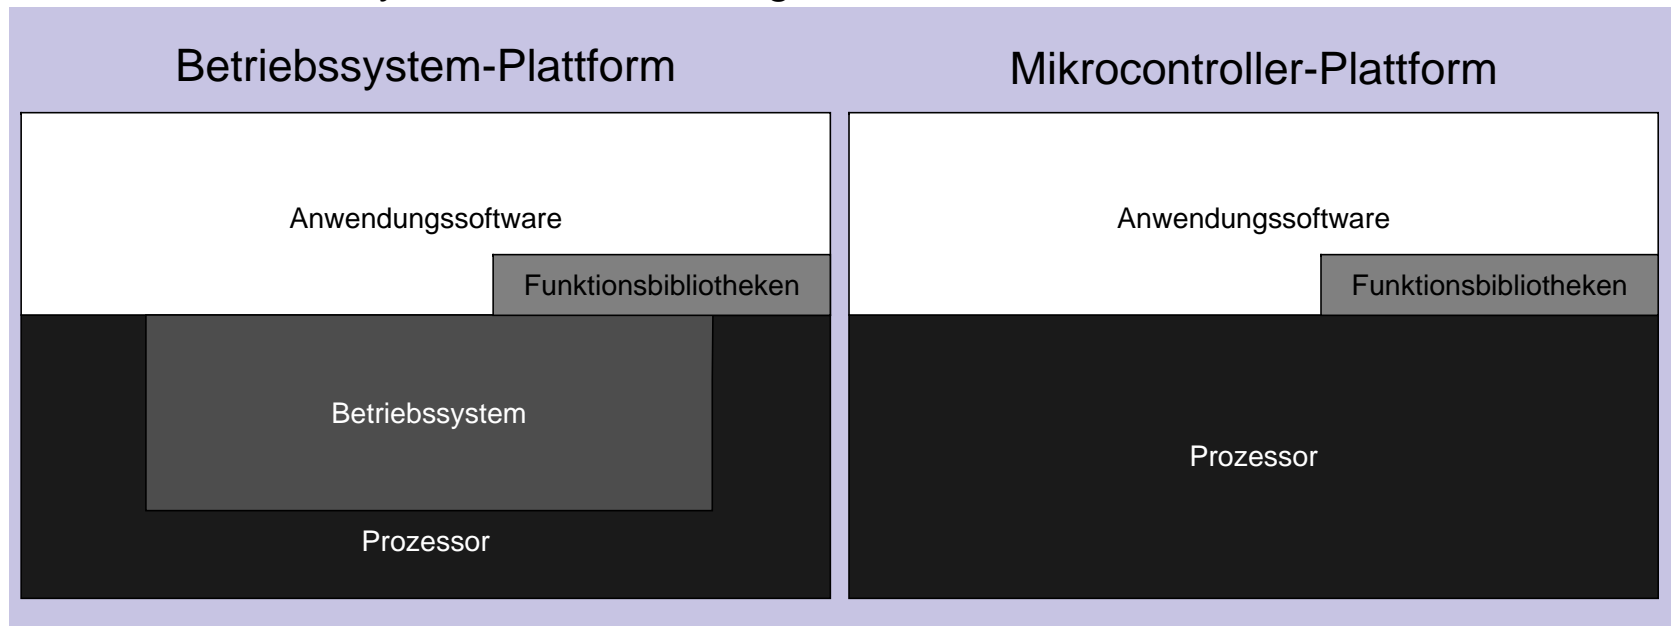 Betriebssystem-Plattform
Anwendungssoftware
Funktionsbibliotheken
Betriebssystem
Prozessor
Mikrocontroller-Plattform
Anwendungssoftware
Funktionsbibliotheken
Prozessor